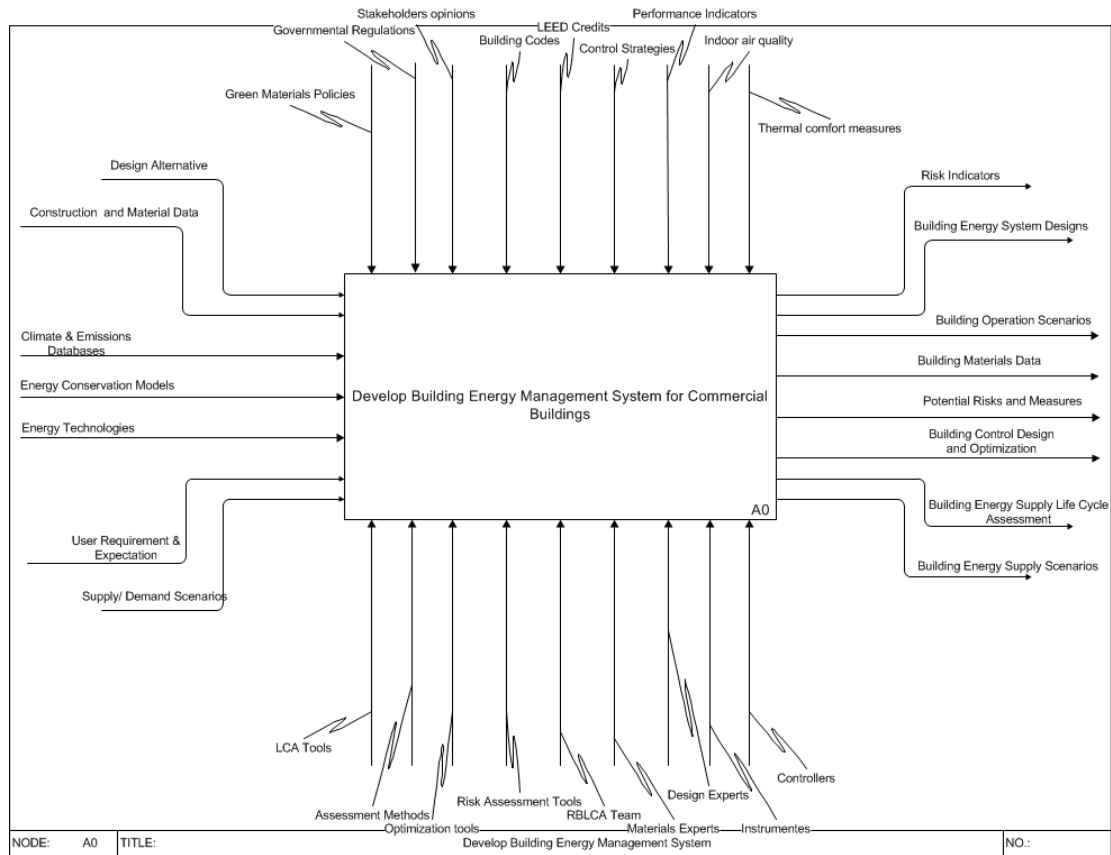 Stakeholders opinions
Performance Indicators
Governmental Regulations
LEED Credits
Building Codes
Indoor air quality
Control Strategies
Green Materials Policies
Thermal comfort measures
Design Alternative
Risk Indicators
Construction and Material Data
Building Energy System Designs
Building Operation Scenarios
Climate & Emissions
Databases
Building Materials Data
Energy Conservation Models
Develop Building Energy Management System for Commercial
Buildings
Potential Risks and Measures
Energy Technologies
Building Control Design
and Optimization
A0
Building Energy Supply Life Cycle
Assessment
User Requirement &
Expectation
Building Energy Supply Scenarios
Supply/ Demand Scenarios
LCA Tools
Controllers
Assessment Methods
Risk Assessment Tools
Design Experts
Optimization tools
RBLCA Team
Materials Experts
Instrumentes
NODE: A0
TITLE:
Develop Building Energy Management System
NO.: